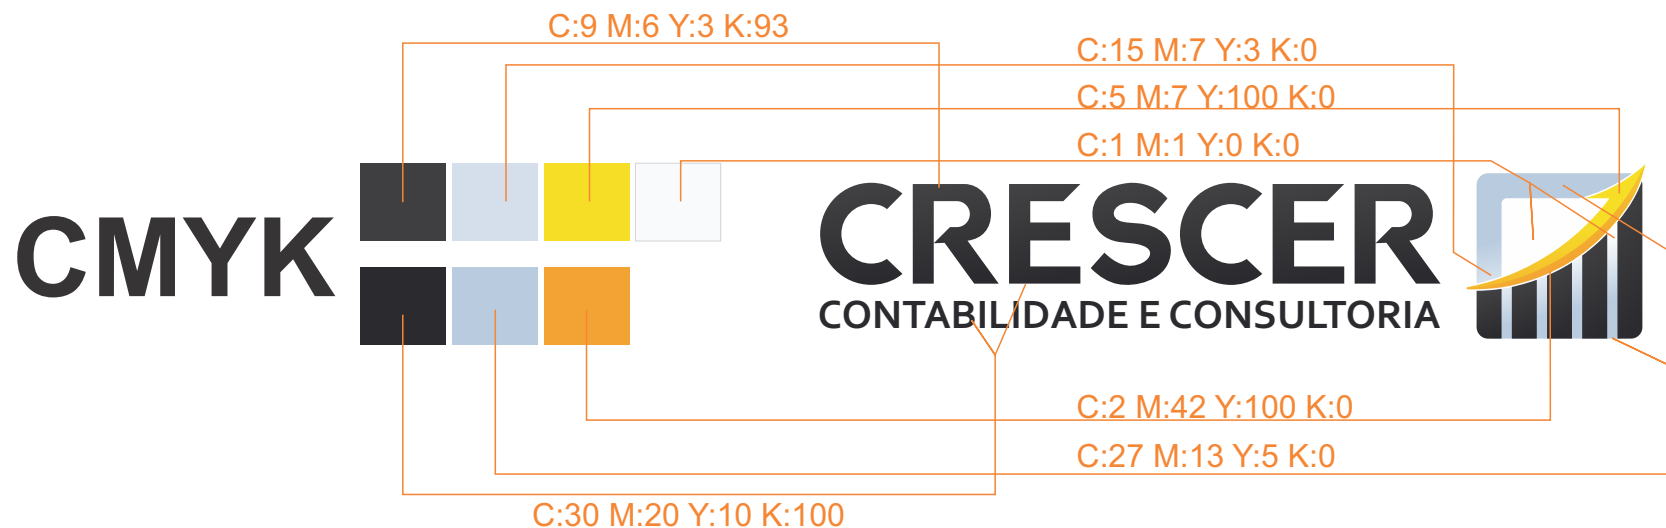 C:9 M:6 Y:3 K:93
C:15 M:7 Y:3 K:0
C:5 M:7 Y:100 K:0
C:1 M:1 Y:0 K:0
CMYK
CRESCER
CONTABILIDADE E CONSULTORIA
C:2 M:42 Y:100 K:0
C:27 M:13 Y:5 K:0
C:30 M:20 Y:10 K:100